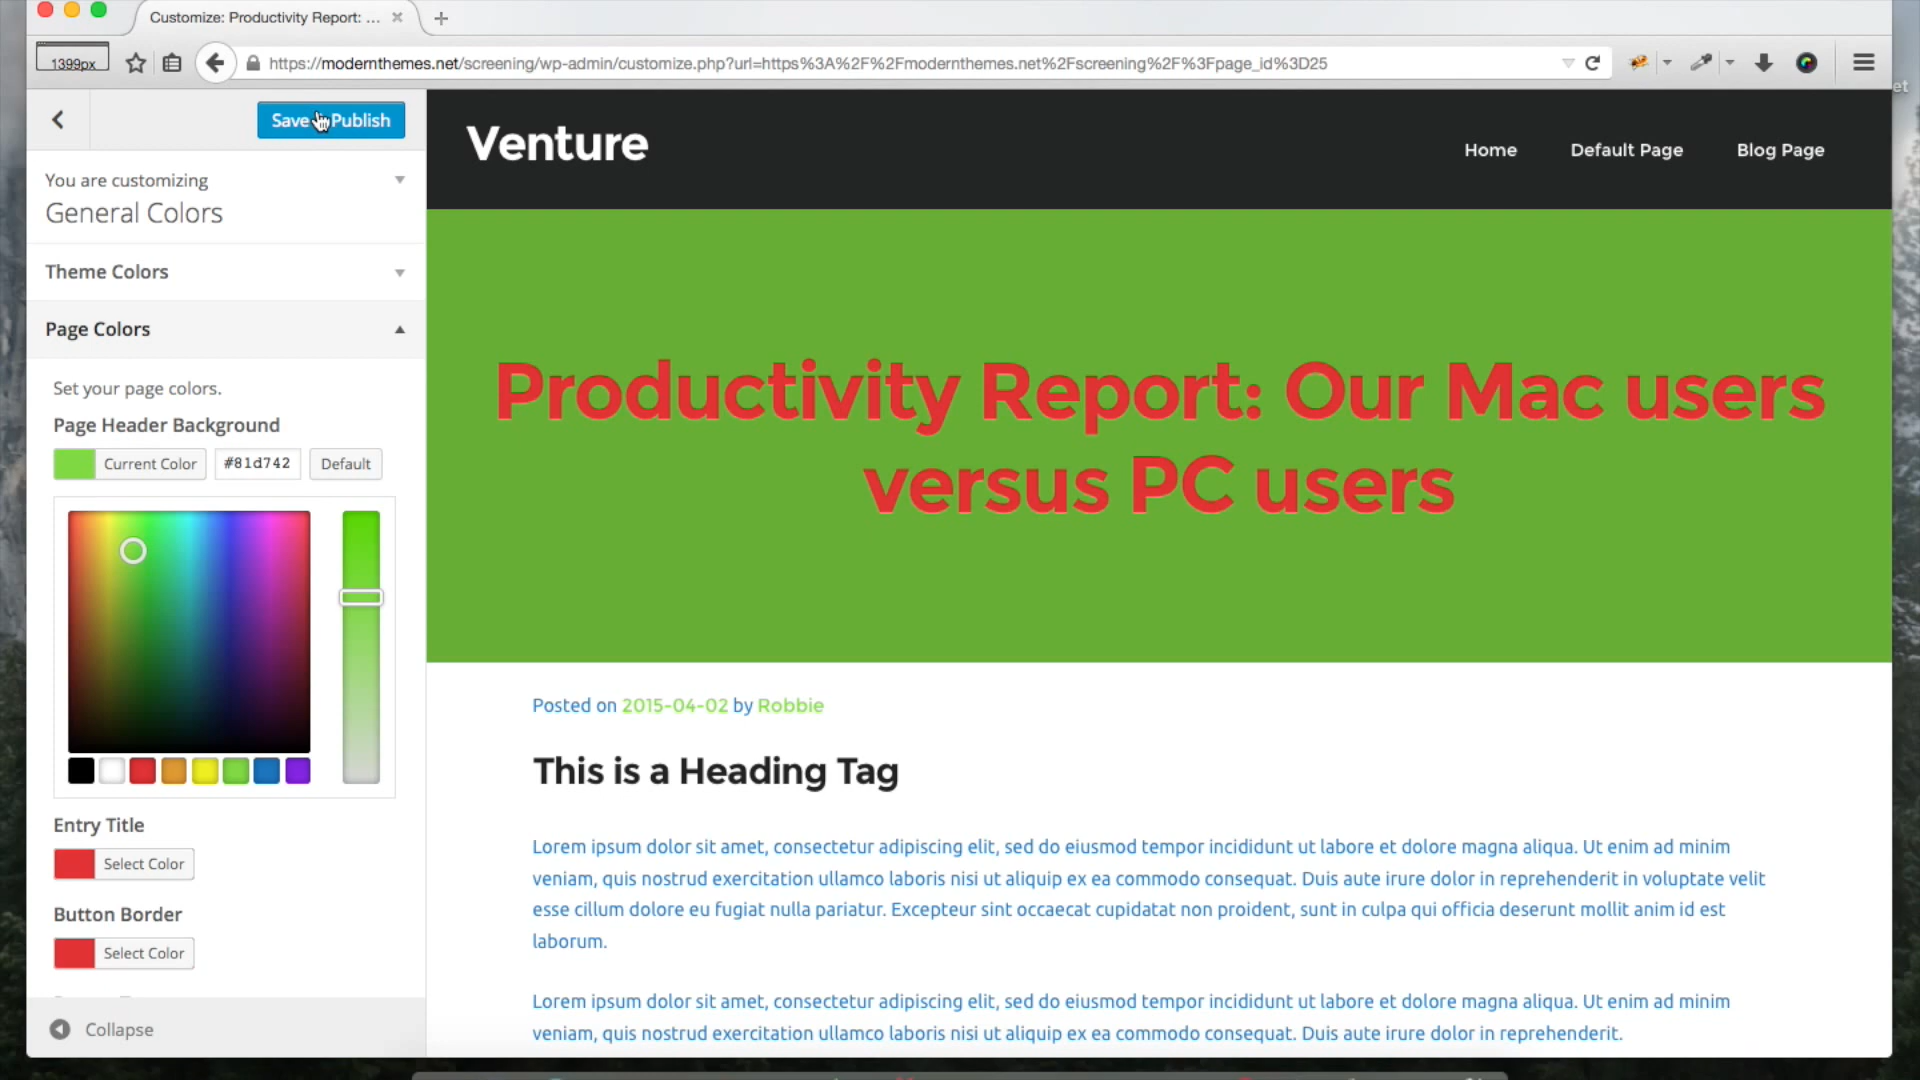 Customize: Productivity Report: ...
1399px
https://modernthemes.net/screening/wp-admin/customize.php?url=https%3A%2F%2Fmodernthemes.net%2Fscreening%2F%3Fpage_id%3D25
et
Save Publish
You are customizing
General Colors
Theme Colors
Page Colors
Set your page colors.
Page Header Background
Current Color
#81d742
Default
Entry Title
Select Color
Button Border
Select Color
Collapse
Venture
Home
Default Page
Blog Page
Productivity Report: Our Mac users
versus PC users
Posted on 2015-04-02 by Robbie
This is a Heading Tag
Lorem ipsum dolor sit amet, consectetur adipiscing elit, sed do eiusmod tempor incididunt ut labore et dolore magna aliqua. Ut enim ad minim
veniam, quis nostrud exercitation ullamco laboris nisi ut aliquip ex ea commodo consequat. Duis aute irure dolor in reprehenderit in voluptate velit
esse cillum dolore eu fugiat nulla pariatur. Excepteur sint occaecat cupidatat non proident, sunt in culpa qui officia deserunt mollit anim id est
laborum.
Lorem ipsum dolor sit amet, consectetur adipiscing elit, sed do eiusmod tempor incididunt ut labore et dolore magna aliqua. Ut enim ad minim
veniam, quis nostrud exercitation ullamco laboris nisi ut aliquip ex ea commodo consequat. Duis aute irure dolor in reprehenderit.